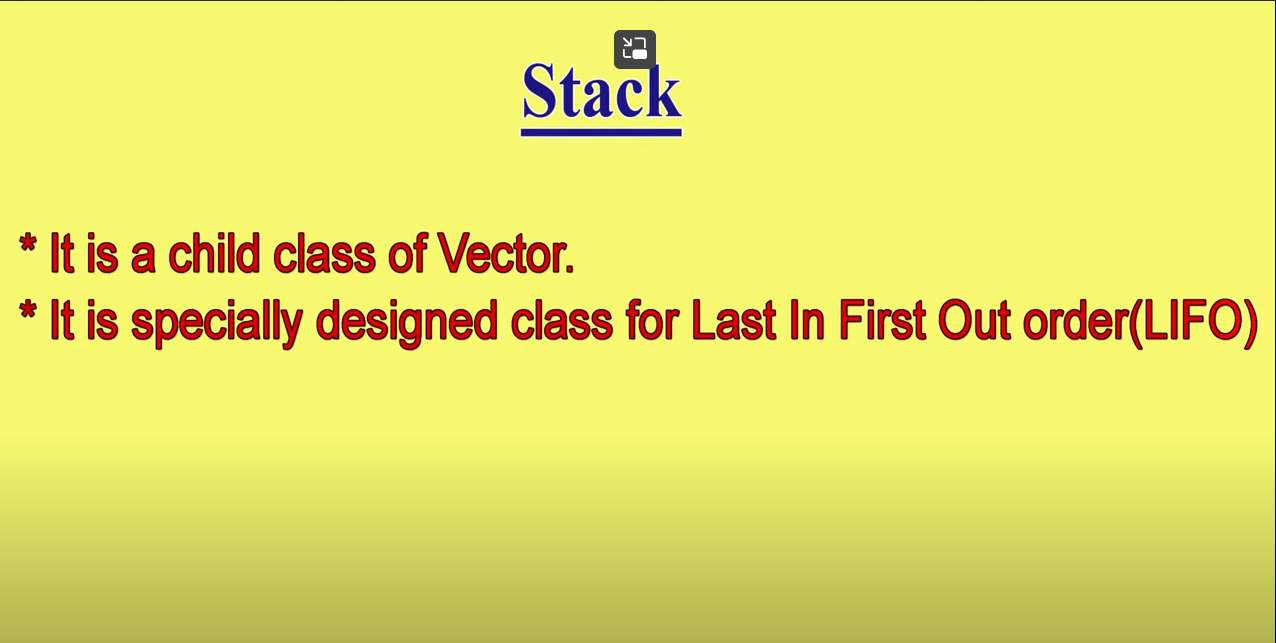 Stack
* It is a child class of Vector.
* It is specially designed class for Last In First Out order(LIFO)